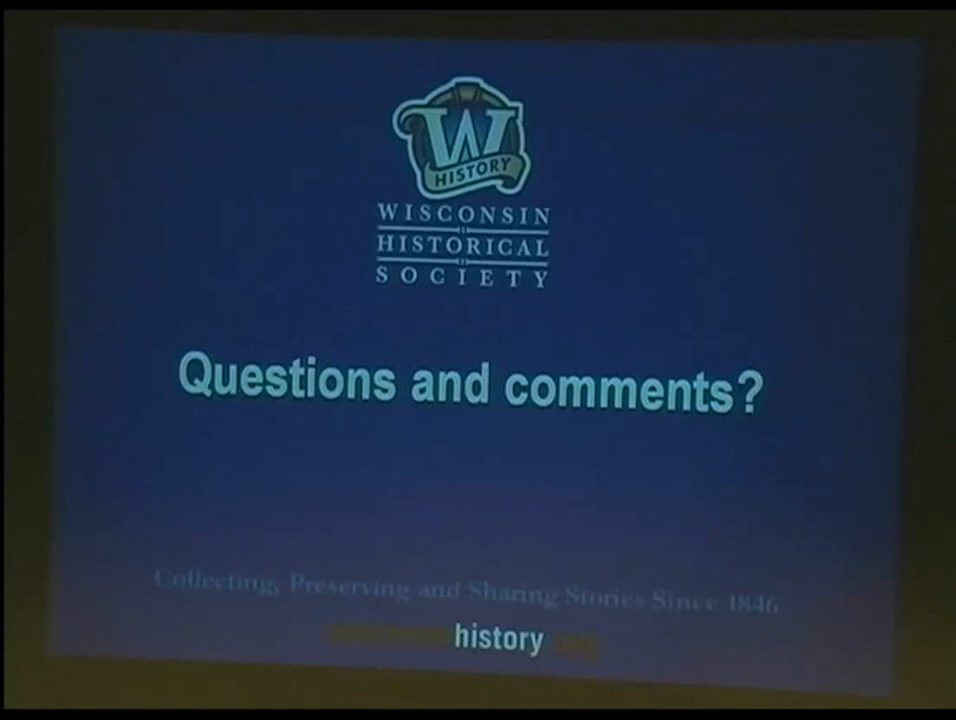 W
HISTORY
WISCONSIN
HISTORICAL
SOCIETY
Questions and comments?
Collecting, Preserving and Sharing Stories Since 1846
history